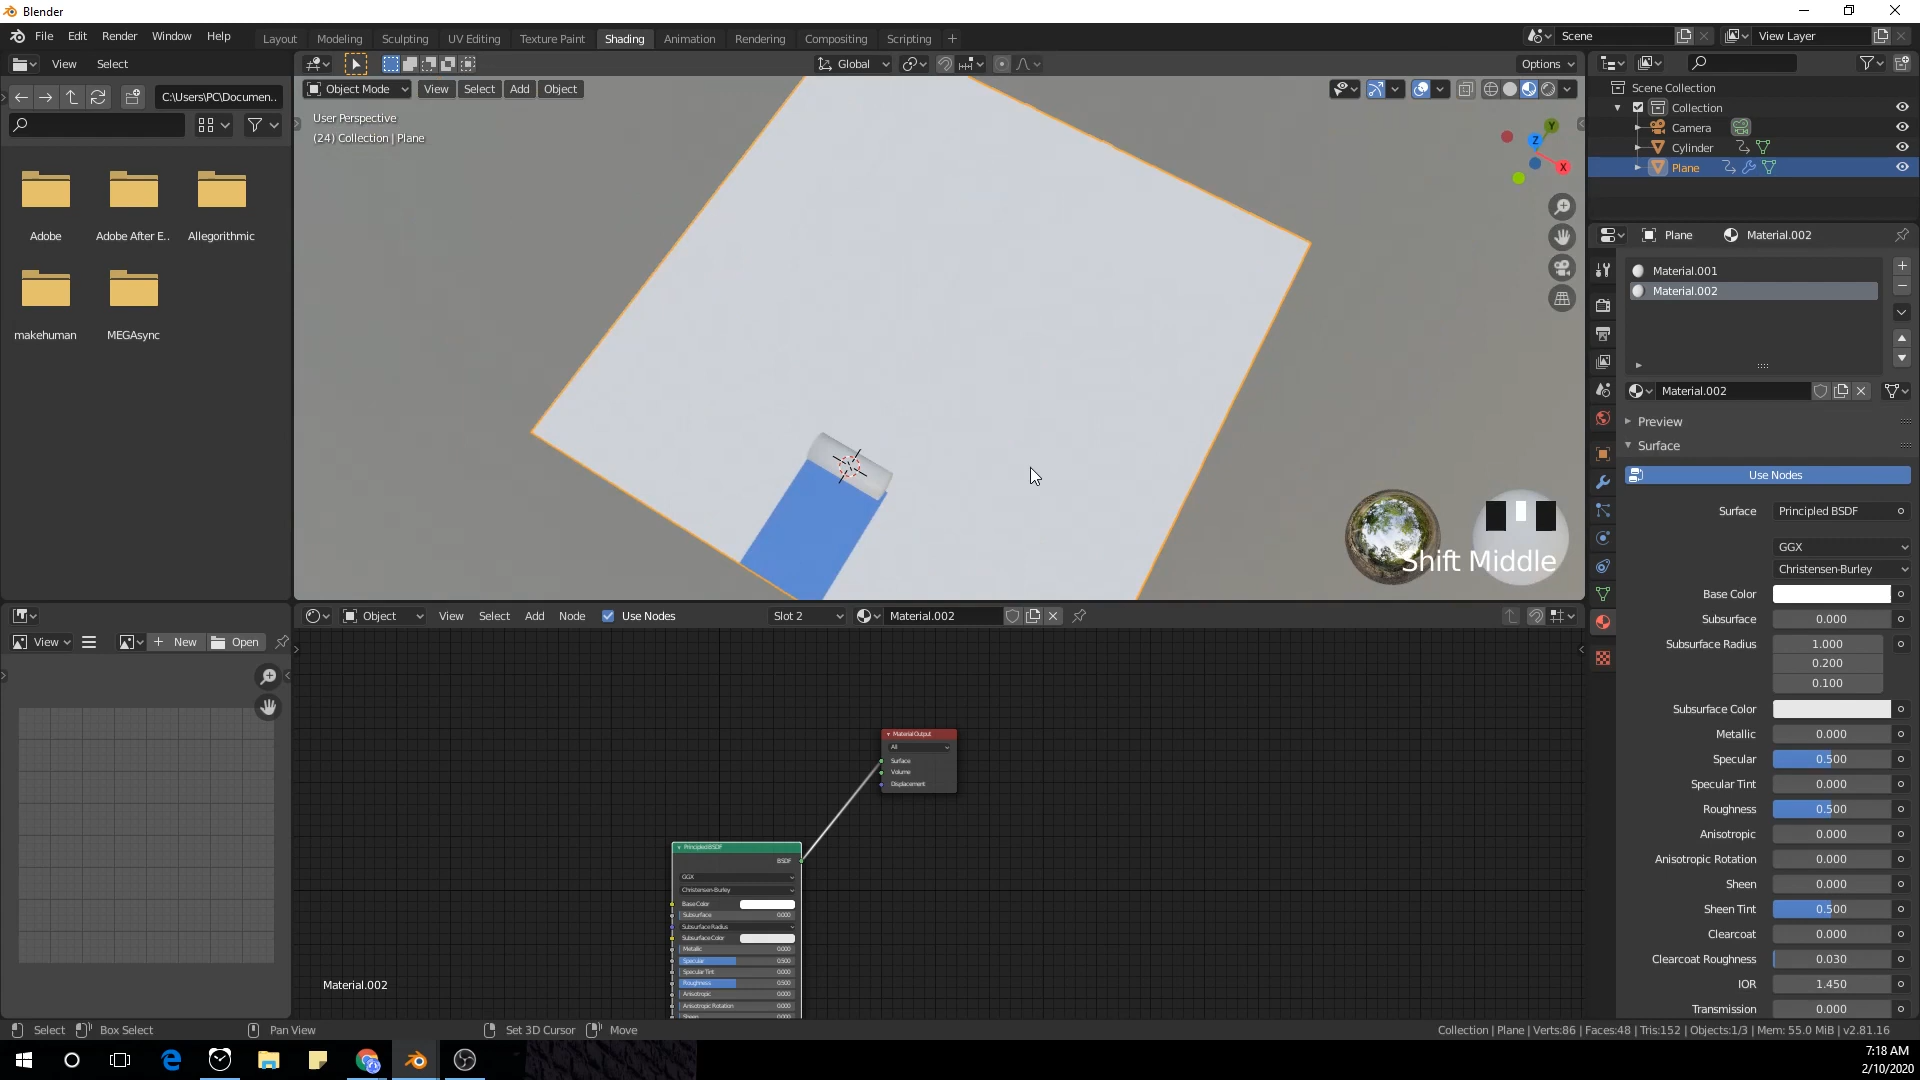 Blender
File Edit Render Window Help
Layout Modeling Sculpting UV Editing Texture Paint Shading Animation Rendering Compositing Scripting +
Scene
View Layer
View Select
Global
Options
C:\Users\PC\Documen..
Object Mode View Select Add Object
User Perspective
(24) Collection | Plane
Adobe
Adobe After E..
Allegorithmic
makehuman
MEGAsync
Y
Z
X
Shift Middle
Scene Collection
Collection
Camera
Cylinder
Plane
Plane Material.002
Material.001
Material.002
Material.002
Preview
Surface
Use Nodes
Surface Principled BSDF
GGX
Christensen-Burley
Base Color
Subsurface 0.000
Subsurface Radius 1.000
0.200
0.100
Subsurface Color
Metallic 0.000
Specular 0.500
Specular Tint 0.000
Roughness 0.500
Anisotropic 0.000
Anisotropic Rotation 0.000
Sheen 0.000
Sheen Tint 0.500
Clearcoat 0.000
Clearcoat Roughness 0.030
IOR 1.450
Transmission 0.000
View + New Open
Object View Select Add Node Use Nodes Slot 2 Material.002
Material Output
All
Surface
Volume
Displacement
Principled BSDF
BSDF
GGX
Christensen-Burley
Base Color
Subsurface 0.000
Subsurface Radius
Subsurface Color
Metallic 0.000
Specular 0.500
Specular Tint 0.000
Roughness 0.500
Anisotropic 0.000
Anisotropic Rotation 0.000
Sheen 0.000
Material.002
Select Box Select Pan View Set 3D Cursor Move
Collection | Plane | Verts:86 | Faces:48 | Tris:152 | Objects:1/3 | Mem: 55.0 MiB | v2.81.16
7:18 AM
2/10/2020